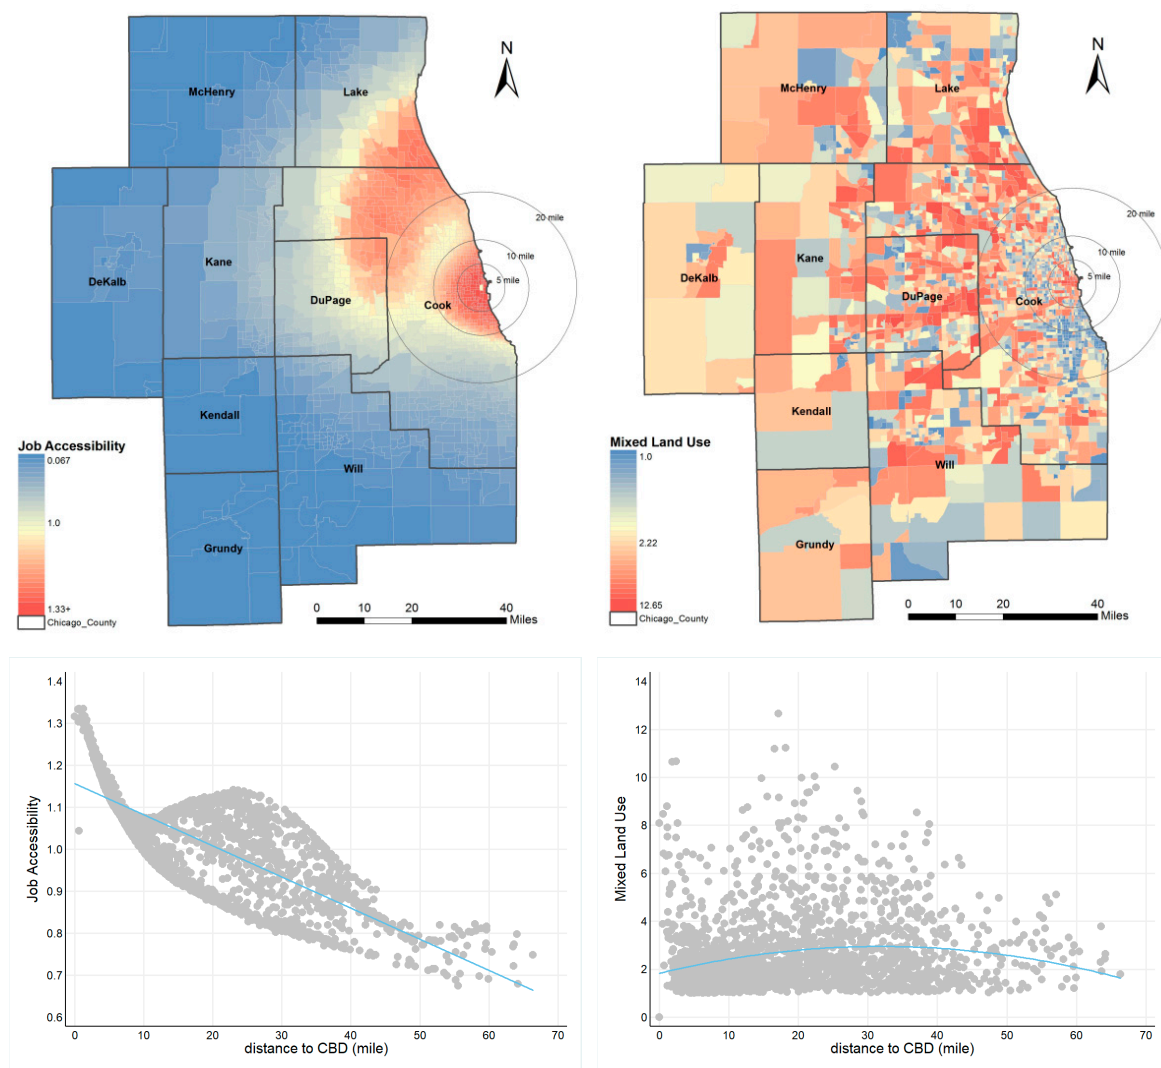 N
McHenry
Lake
20 mile
10 mile
5 mile
DeKalb
Kane
DuPage
Cook
Kendall
Will
Grundy
Job Accessibility
0.067
1.0
1.33+
Chicago_County
0 10 20 40
Miles
N
McHenry
Lake
20 mile
10 mile
5 mile
DeKalb
Kane
DuPage
Cook
Kendall
Will
Grundy
Mixed Land Use
1.0
2.22
12.65
Chicago_County
0 10 20 40
Miles
Job Accessibility
1.4
1.3
1.2
1.1
1.0
0.9
0.8
0.7
0.6
0 10 20 30 40 50 60 70
distance to CBD (mile)
Mixed Land Use
14
12
10
8
6
4
2
0
0 10 20 30 40 50 60 70
distance to CBD (mile)